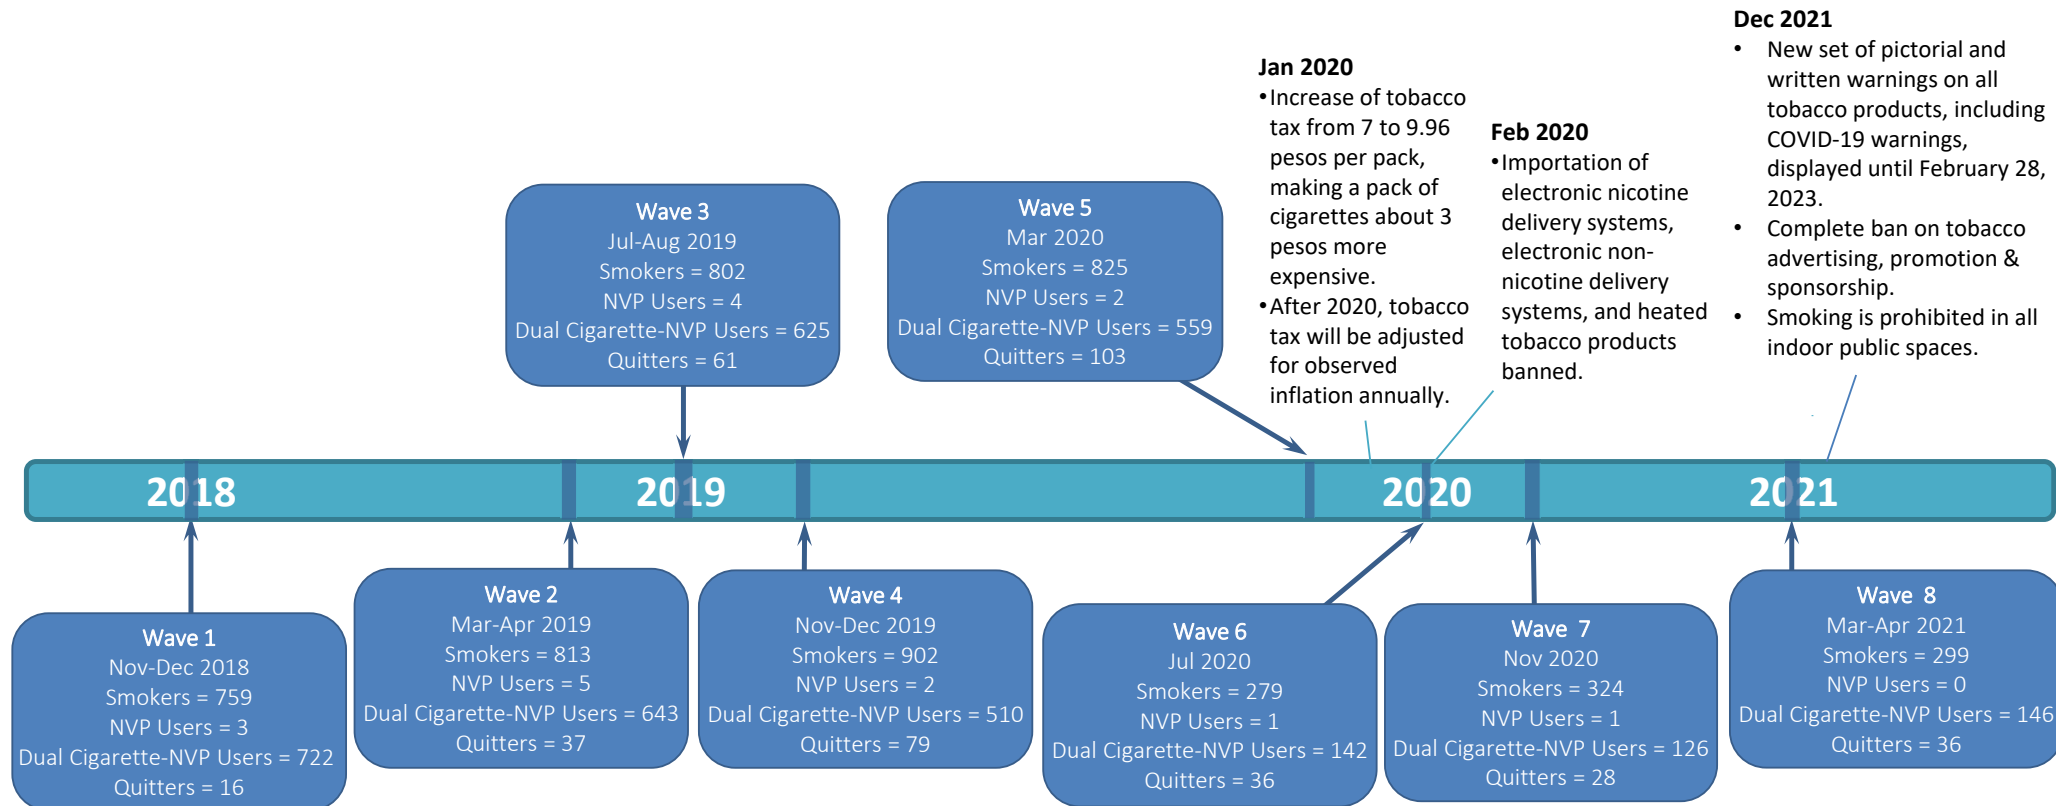 Dec 2021
• New set of pictorial and
written warnings on all
tobacco products, including
COVID-19 warnings,
displayed until February 28,
2023.
• Complete ban on tobacco
advertising, promotion &
sponsorship.
• Smoking is prohibited in all
indoor public spaces.
Jan 2020
•Increase of tobacco
tax from 7 to 9.96
pesos per pack,
making a pack of
cigarettes about 3
pesos more
expensive.
•After 2020, tobacco
tax will be adjusted
for observed
inflation annually.
Feb 2020
•Importation of
electronic nicotine
delivery systems,
electronic non-
nicotine delivery
systems, and heated
tobacco products
banned.
Wave 3
Jul-Aug 2019
Smokers = 802
NVP Users = 4
Dual Cigarette-NVP Users = 625
Quitters = 61
Wave 5
Mar 2020
Smokers = 825
NVP Users = 2
Dual Cigarette-NVP Users = 559
Quitters = 103
2018
2019
2020
2021
Wave 1
Nov-Dec 2018
Smokers = 759
NVP Users = 3
Dual Cigarette-NVP Users = 722
Quitters = 16
Wave 2
Mar-Apr 2019
Smokers = 813
NVP Users = 5
Dual Cigarette-NVP Users = 643
Quitters = 37
Wave 4
Nov-Dec 2019
Smokers = 902
NVP Users = 2
Dual Cigarette-NVP Users = 510
Quitters = 79
Wave 6
Jul 2020
Smokers = 279
NVP Users = 1
Dual Cigarette-NVP Users = 142
Quitters = 36
Wave 7
Nov 2020
Smokers = 324
NVP Users = 1
Dual Cigarette-NVP Users = 126
Quitters = 28
Wave 8
Mar-Apr 2021
Smokers = 299
NVP Users = 0
Dual Cigarette-NVP Users = 146
Quitters = 36